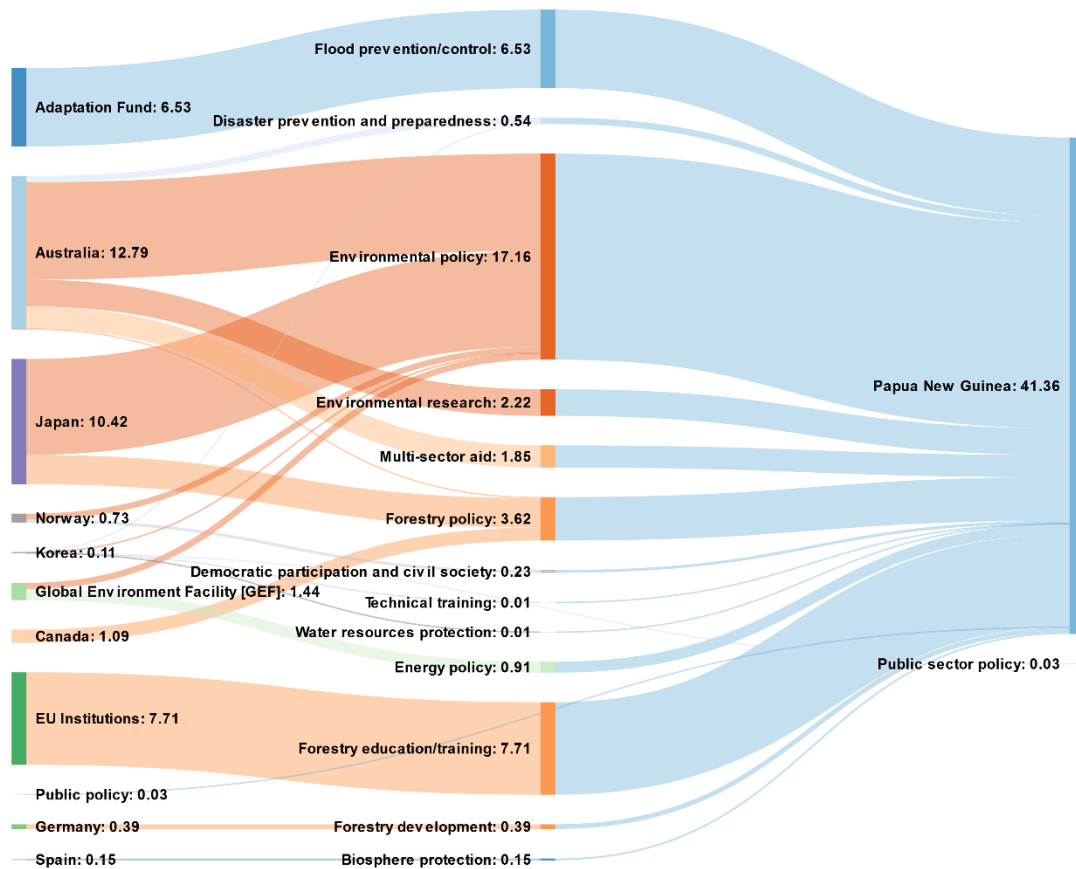 Flood prevention/control: 6.53
Adaptation Fund: 6.53
Disaster prevention and preparedness: 0.54
Australia: 12.79
Environmental policy: 17.16
Papua New Guinea: 41.36
Environmental research: 2.22
Japan: 10.42
Multi-sector aid: 1.85
Norway: 0.73
Forestry policy: 3.62
Korea: 0.11
Democratic participation and civil society: 0.23
Global Environment Facility [GEF]: 1.44
Technical training: 0.01
Canada: 1.09
Water resources protection: 0.01
Energy policy: 0.91
Public sector policy: 0.03
EU Institutions: 7.71
Forestry education/training: 7.71
Public policy: 0.03
Germany: 0.39
Forestry development: 0.39
Spain: 0.15
Biosphere protection: 0.15